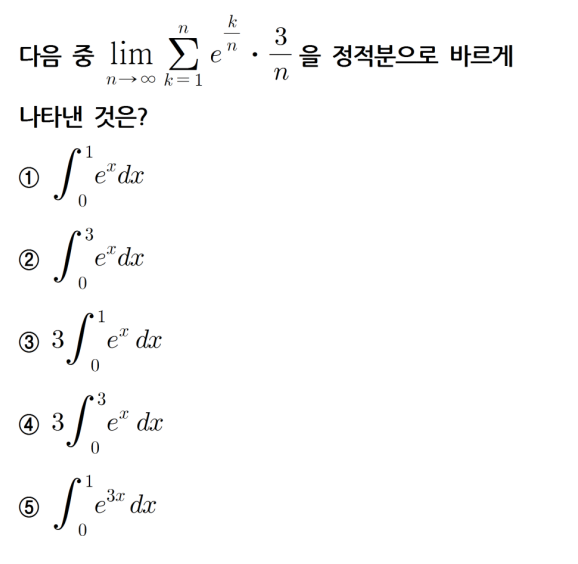 다음 중 $\lim_{n \to \infty} \sum_{k=1}^{n} e^{\frac{k}{n}} \cdot \frac{3}{n}$ 을 정적분으로 바르게
나타낸 것은?
① $\int_{0}^{1} e^{x} dx$
② $\int_{0}^{3} e^{x} dx$
③ $3\int_{0}^{1} e^{x} dx$
④ $3\int_{0}^{3} e^{x} dx$
⑤ $\int_{0}^{1} e^{3x} dx$